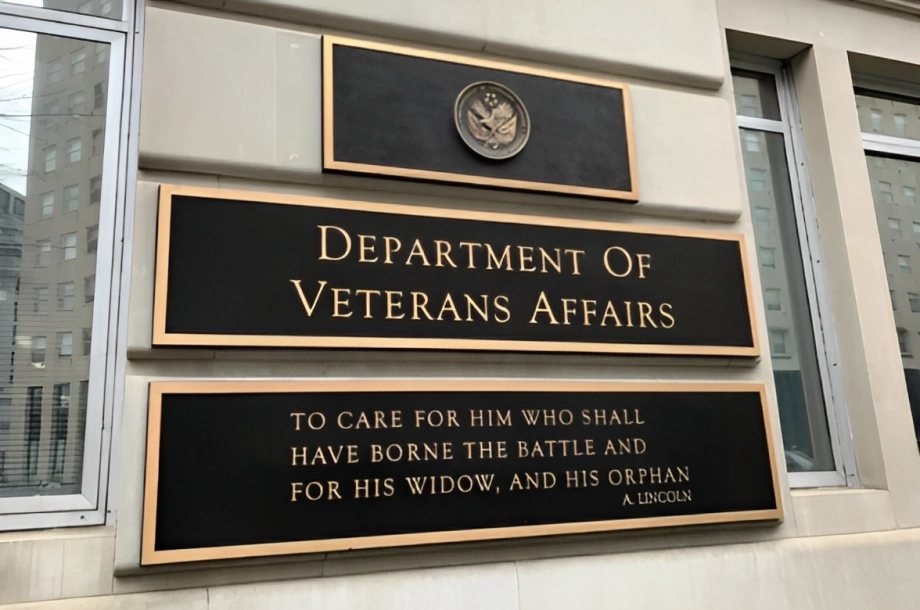 DEPARTMENT OF
VETERANS AFFAIRS
TO CARE FOR HIM WHO SHALL
HAVE BORNE THE BATTLE AND
FOR HIS WIDOW, AND HIS ORPHAN
A. LINCOLN